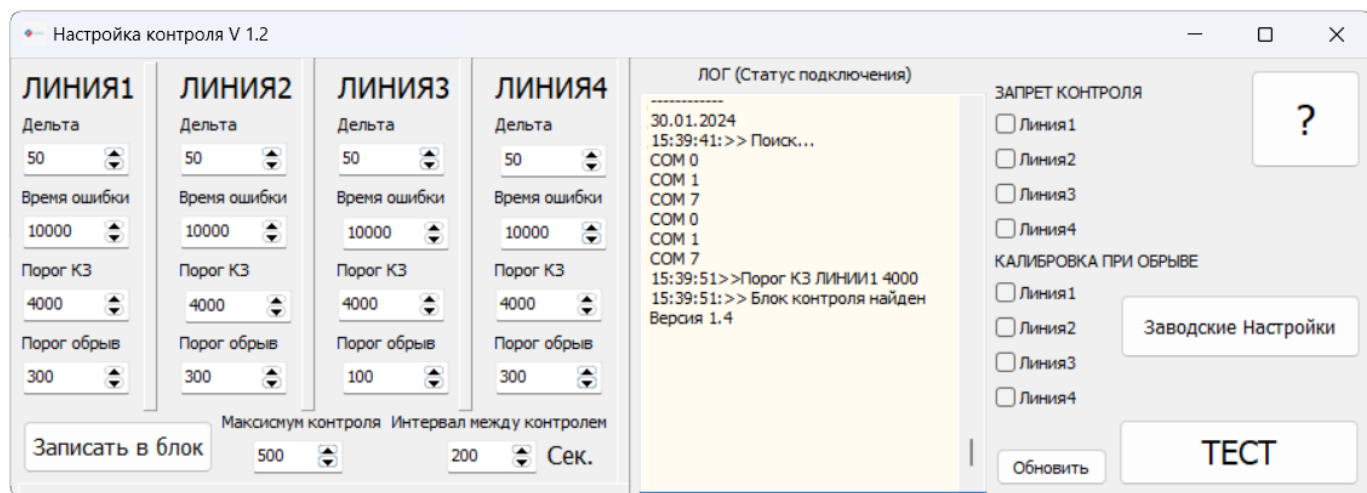 Настройка контроля V 1.2
ЛИНИЯ1
Дельта
50
Время ошибки
10000
Порог КЗ
4000
Порог обрыв
300
ЛИНИЯ2
Дельта
50
Время ошибки
10000
Порог КЗ
4000
Порог обрыв
300
ЛИНИЯ3
Дельта
50
Время ошибки
10000
Порог КЗ
4000
Порог обрыв
100
ЛИНИЯ4
Дельта
50
Время ошибки
10000
Порог КЗ
4000
Порог обрыв
300
Записать в блок
Максисмум контроля
500
Интервал между контролем
200
Сек.
ЛОГ (Статус подключения)
------------
30.01.2024
15:39:41:>> Поиск...
COM 0
COM 1
COM 7
COM 0
COM 1
COM 7
15:39:51>>Порог КЗ ЛИНИИ1 4000
15:39:51:>> Блок контроля найден
Версия 1.4
ЗАПРЕТ КОНТРОЛЯ
Линия1
Линия2
Линия3
Линия4
?
КАЛИБРОВКА ПРИ ОБРЫВЕ
Линия1
Линия2
Линия3
Линия4
Заводские Настройки
Обновить
ТЕСТ